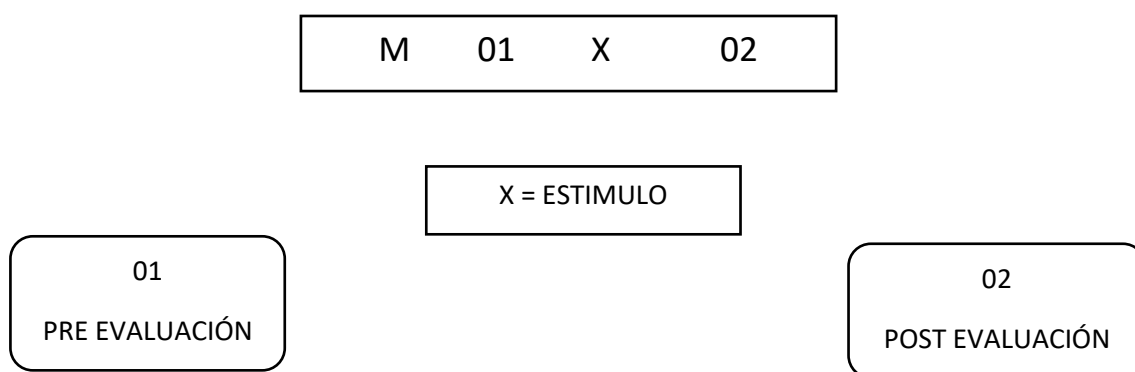 M 01 X 02
X = ESTIMULO
01
PRE EVALUACIÓN
02
POST EVALUACIÓN